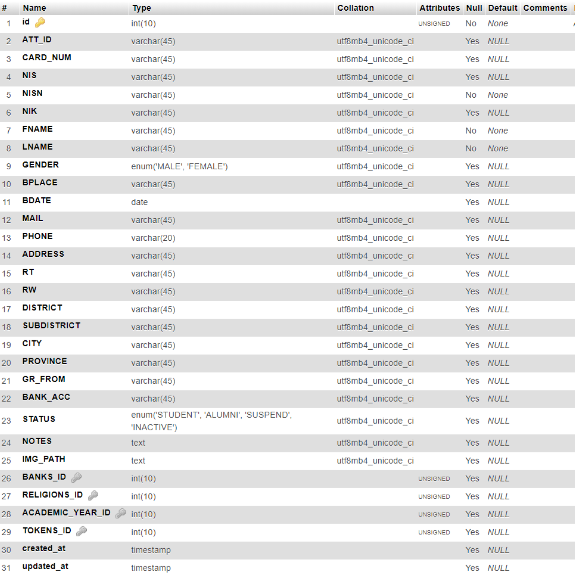 # Name Type Collation Attributes Null Default Comments
1 id int(10) UNSIGNED No None
2 ATT_ID varchar(45) utf8mb4_unicode_ci Yes NULL
3 CARD_NUM varchar(45) utf8mb4_unicode_ci Yes NULL
4 NIS varchar(45) utf8mb4_unicode_ci Yes NULL
5 NISN varchar(45) utf8mb4_unicode_ci No None
6 NIK varchar(45) utf8mb4_unicode_ci Yes NULL
7 FNAME varchar(45) utf8mb4_unicode_ci No None
8 LNAME varchar(45) utf8mb4_unicode_ci No None
9 GENDER enum('MALE', 'FEMALE') utf8mb4_unicode_ci Yes NULL
10 BPLACE varchar(45) utf8mb4_unicode_ci Yes NULL
11 BDATE date Yes NULL
12 MAIL varchar(45) utf8mb4_unicode_ci Yes NULL
13 PHONE varchar(20) utf8mb4_unicode_ci Yes NULL
14 ADDRESS varchar(45) utf8mb4_unicode_ci Yes NULL
15 RT varchar(45) utf8mb4_unicode_ci Yes NULL
16 RW varchar(45) utf8mb4_unicode_ci Yes NULL
17 DISTRICT varchar(45) utf8mb4_unicode_ci Yes NULL
18 SUBDISTRICT varchar(45) utf8mb4_unicode_ci Yes NULL
19 CITY varchar(45) utf8mb4_unicode_ci Yes NULL
20 PROVINCE varchar(45) utf8mb4_unicode_ci Yes NULL
21 GR_FROM varchar(45) utf8mb4_unicode_ci Yes NULL
22 BANK_ACC varchar(45) utf8mb4_unicode_ci Yes NULL
23 STATUS enum('STUDENT', 'ALUMNI', 'SUSPEND', utf8mb4_unicode_ci Yes NULL
'INACTIVE')
24 NOTES text utf8mb4_unicode_ci Yes NULL
25 IMG_PATH text utf8mb4_unicode_ci Yes NULL
26 BANKS_ID int(10) UNSIGNED Yes NULL
27 RELIGIONS_ID int(10) UNSIGNED Yes NULL
28 ACADEMIC_YEAR_ID int(10) UNSIGNED Yes NULL
29 TOKENS_ID int(10) UNSIGNED Yes NULL
30 created_at timestamp Yes NULL
31 updated_at timestamp Yes NULL